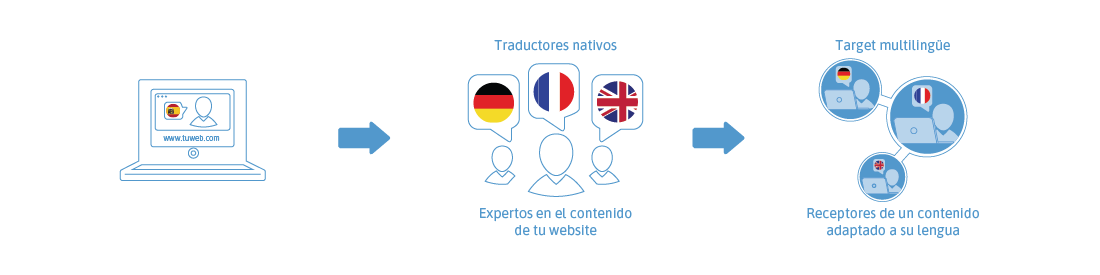 www.tuweb.com
Traductores nativos
Expertos en el contenido
de tu website
Target multilingüe
Receptores de un contenido
adaptado a su lengua